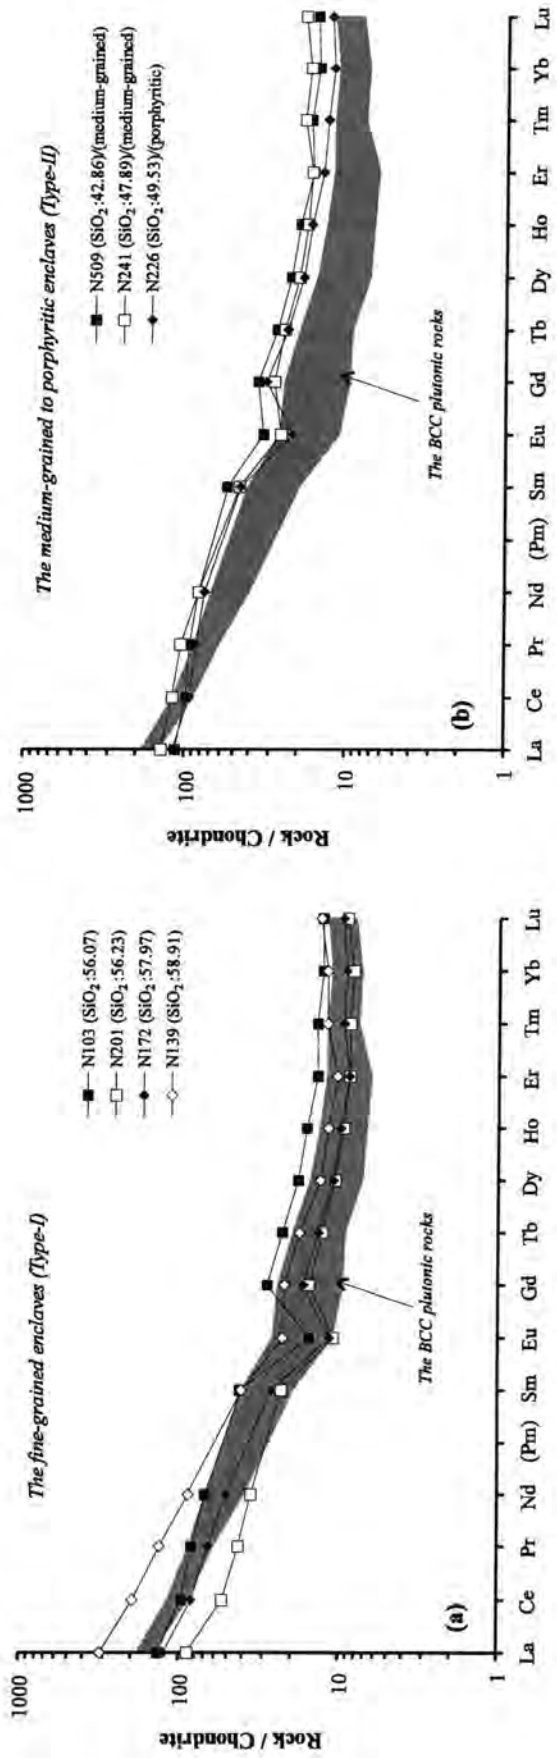 The fine-grained enclaves (Type-I)
N103 (SiO2:56.07)
N201 (SiO2:56.23)
N172 (SiO2:57.97)
N139 (SiO2:58.91)
1000
100
10
1
Rock / Chondrite
The BCC plutonic rocks
(a)
La Ce Pr Nd (Pm) Sm Eu Gd Tb Dy Ho Er Tm Yb Lu
The medium-grained to porphyritic enclaves (Type-II)
N509 (SiO2:42.86)/(medium-grained)
N241 (SiO2:47.89)/(medium-grained)
N226 (SiO2:49.53)/(porphyritic)
1000
100
10
1
Rock / Chondrite
The BCC plutonic rocks
(b)
La Ce Pr Nd (Pm) Sm Eu Gd Tb Dy Ho Er Tm Yb Lu